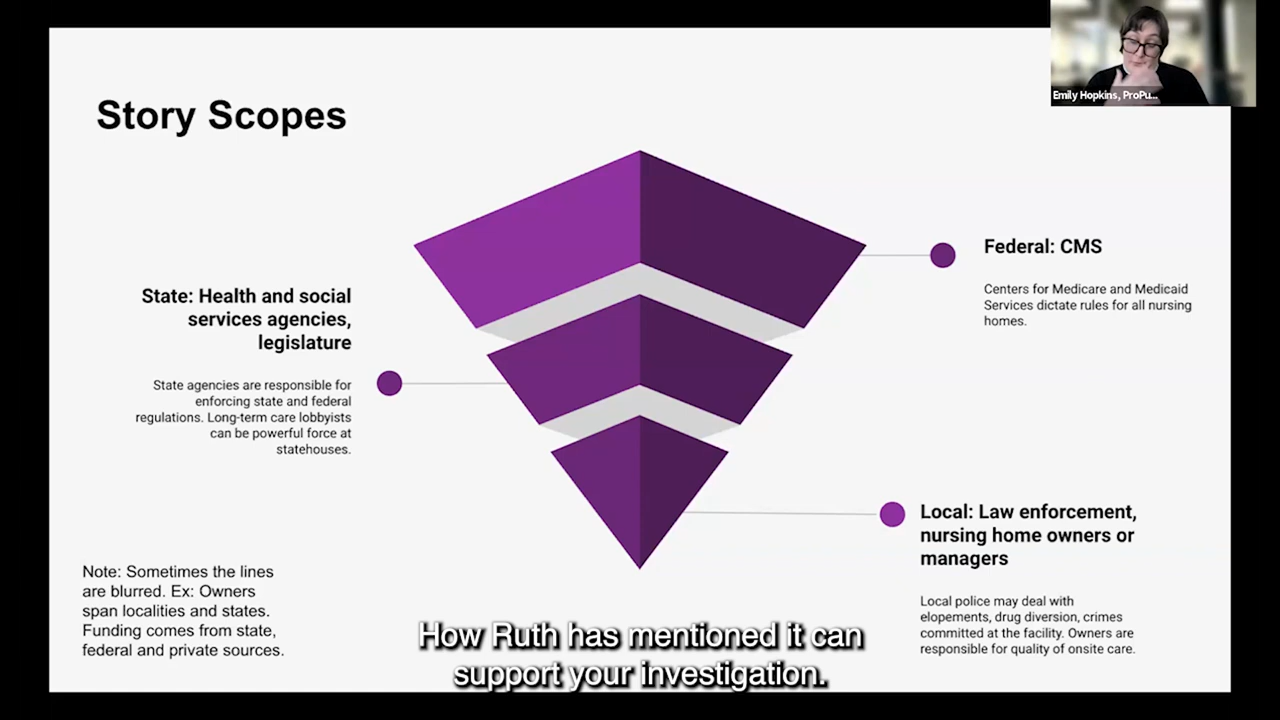 Emily Hopkins, ProPu...
Story Scopes
Federal: CMS
Centers for Medicare and Medicaid
Services dictate rules for all nursing
homes.
State: Health and social
services agencies,
legislature
State agencies are responsible for
enforcing state and federal
regulations. Long-term care lobbyists
can be powerful force at
statehouses.
Local: Law enforcement,
nursing home owners or
managers
Local police may deal with
elopements, drug diversion, crimes
committed at the facility. Owners are
responsible for quality of onsite care.
Note: Sometimes the lines
are blurred. Ex: Owners
span localities and states.
Funding comes from state,
federal and private sources.
How Ruth has mentioned it can
support your investigation.